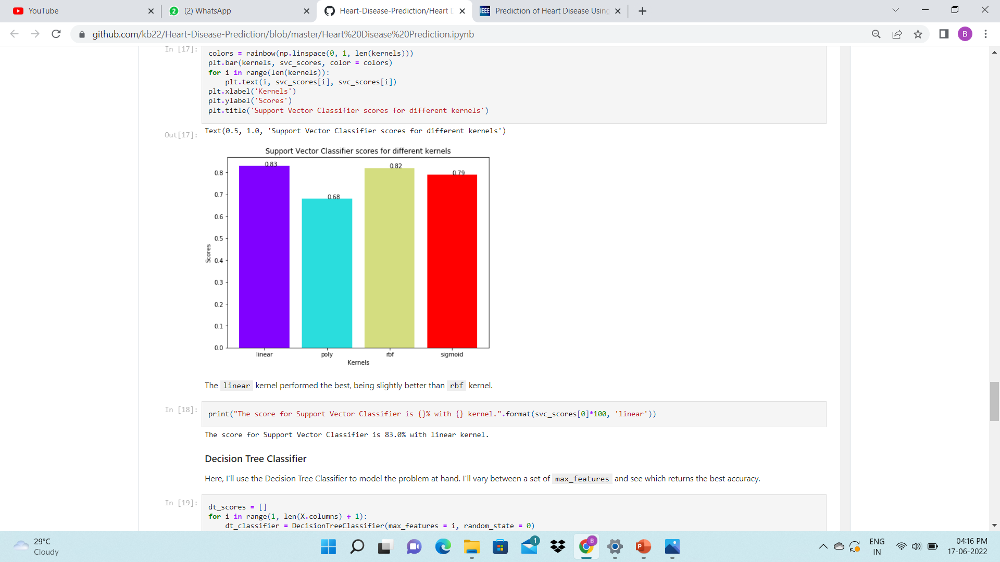 YouTube
2
(2) WhatsApp
Heart-Disease-Prediction/Heart D
IEEE
Prediction of Heart Disease Using
github.com/kb22/Heart-Disease-Prediction/blob/master/Heart%20Disease%20Prediction.ipynb
B
In [17]:
colors = rainbow(np.linspace(0, 1, len(kernels)))
plt.bar(kernels, svc_scores, color = colors)
for i in range(len(kernels)):
    plt.text(i, svc_scores[i], svc_scores[i])
plt.xlabel('Kernels')
plt.ylabel('Scores')
plt.title('Support Vector Classifier scores for different kernels')
Out[17]:
Text(0.5, 1.0, 'Support Vector Classifier scores for different kernels')
Support Vector Classifier scores for different kernels
0.83
0.68
0.82
0.79
0.8
0.7
0.6
0.5
0.4
0.3
0.2
0.1
0.0
Scores
linear
poly
rbf
sigmoid
Kernels
The linear kernel performed the best, being slightly better than rbf kernel.
In [18]:
print("The score for Support Vector Classifier is {}% with {} kernel.".format(svc_scores[0]*100, 'linear'))
The score for Support Vector Classifier is 83.0% with linear kernel.
Decision Tree Classifier
Here, I'll use the Decision Tree Classifier to model the problem at hand. I'll vary between a set of max_features and see which returns the best accuracy.
In [19]:
dt_scores = []
for i in range(1, len(X.columns) + 1):
    dt_classifier = DecisionTreeClassifier(max_features = i, random_state = 0)
29°C
Cloudy
1
B
P
ENG
IN
04:16 PM
17-06-2022